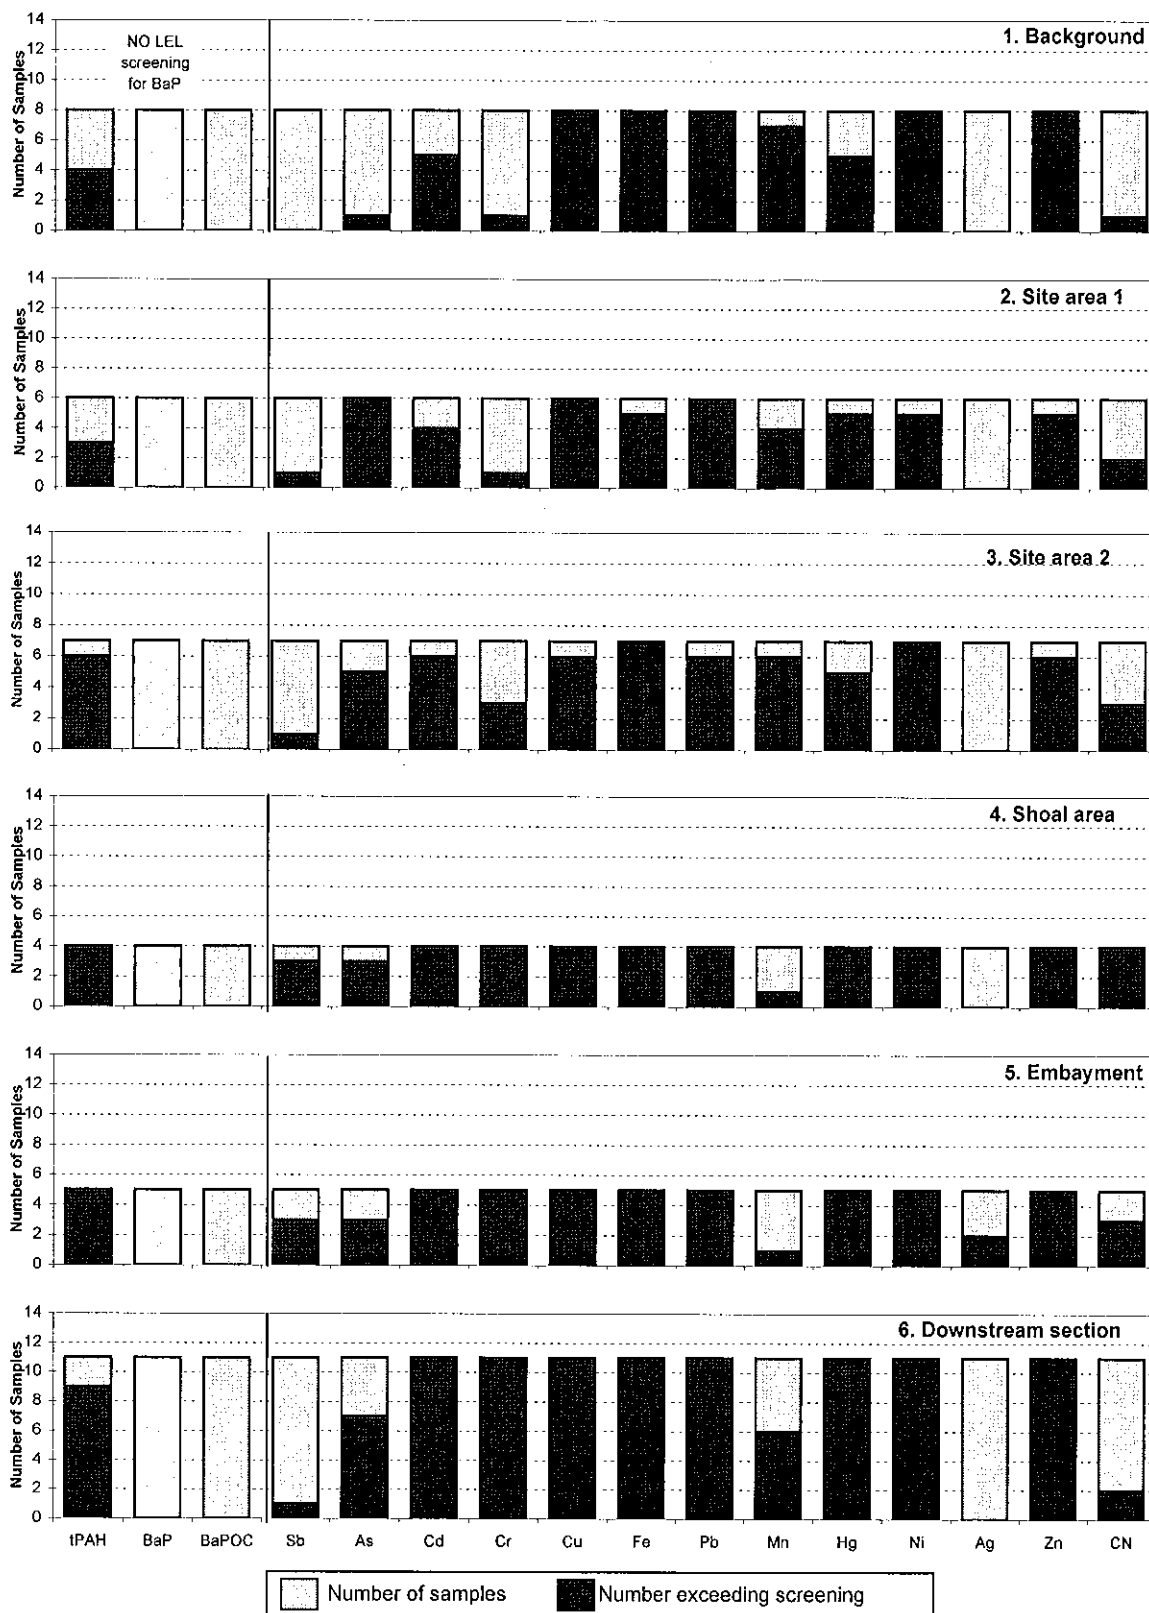 1. Background
NO LEL
screening
for BaP
Number of Samples
14
12
10
8
6
4
2
0
2. Site area 1
Number of Samples
14
12
10
8
6
4
2
0
3. Site area 2
Number of Samples
14
12
10
8
6
4
2
0
4. Shoal area
Number of Samples
14
12
10
8
6
4
2
0
5. Embayment
Number of Samples
14
12
10
8
6
4
2
0
6. Downstream section
Number of Samples
14
12
10
8
6
4
2
0
tPAH BaP BaPOC Sb As Cd Cr Cu Fe Pb Mn Hg Ni Ag Zn CN
Number of samples Number exceeding screening